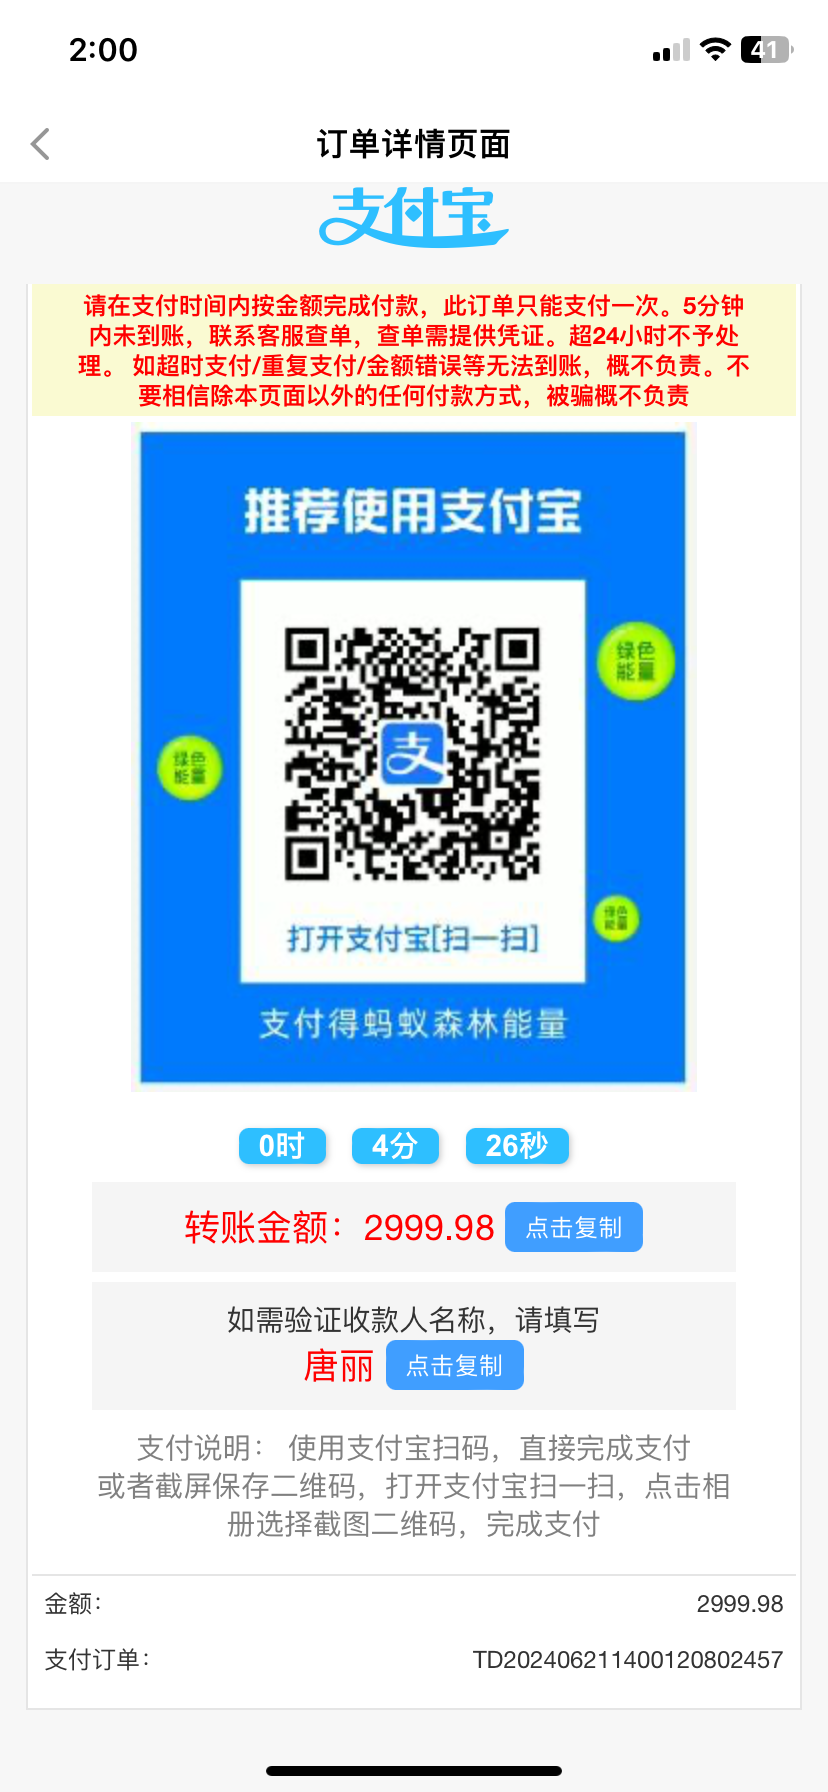 2:00
41
订单详情页面
支付宝
请在支付时间内按金额完成付款，此订单只能支付一次。5分钟
内未到账，联系客服查单，查单需提供凭证。超24小时不予处
理。 如超时支付/重复支付/金额错误等无法到账，概不负责。不
要相信除本页面以外的任何付款方式，被骗概不负责
推荐使用支付宝
绿色
能量
支
绿色
能量
绿色
能量
打开支付宝[扫一扫]
支付得蚂蚁森林能量
0时 4分 26秒
转账金额：2999.98 点击复制
如需验证收款人名称，请填写
唐丽 点击复制
支付说明： 使用支付宝扫码，直接完成支付
或者截屏保存二维码，打开支付宝扫一扫，点击相
册选择截图二维码，完成支付
金额： 2999.98
支付订单： TD202406211400120802457